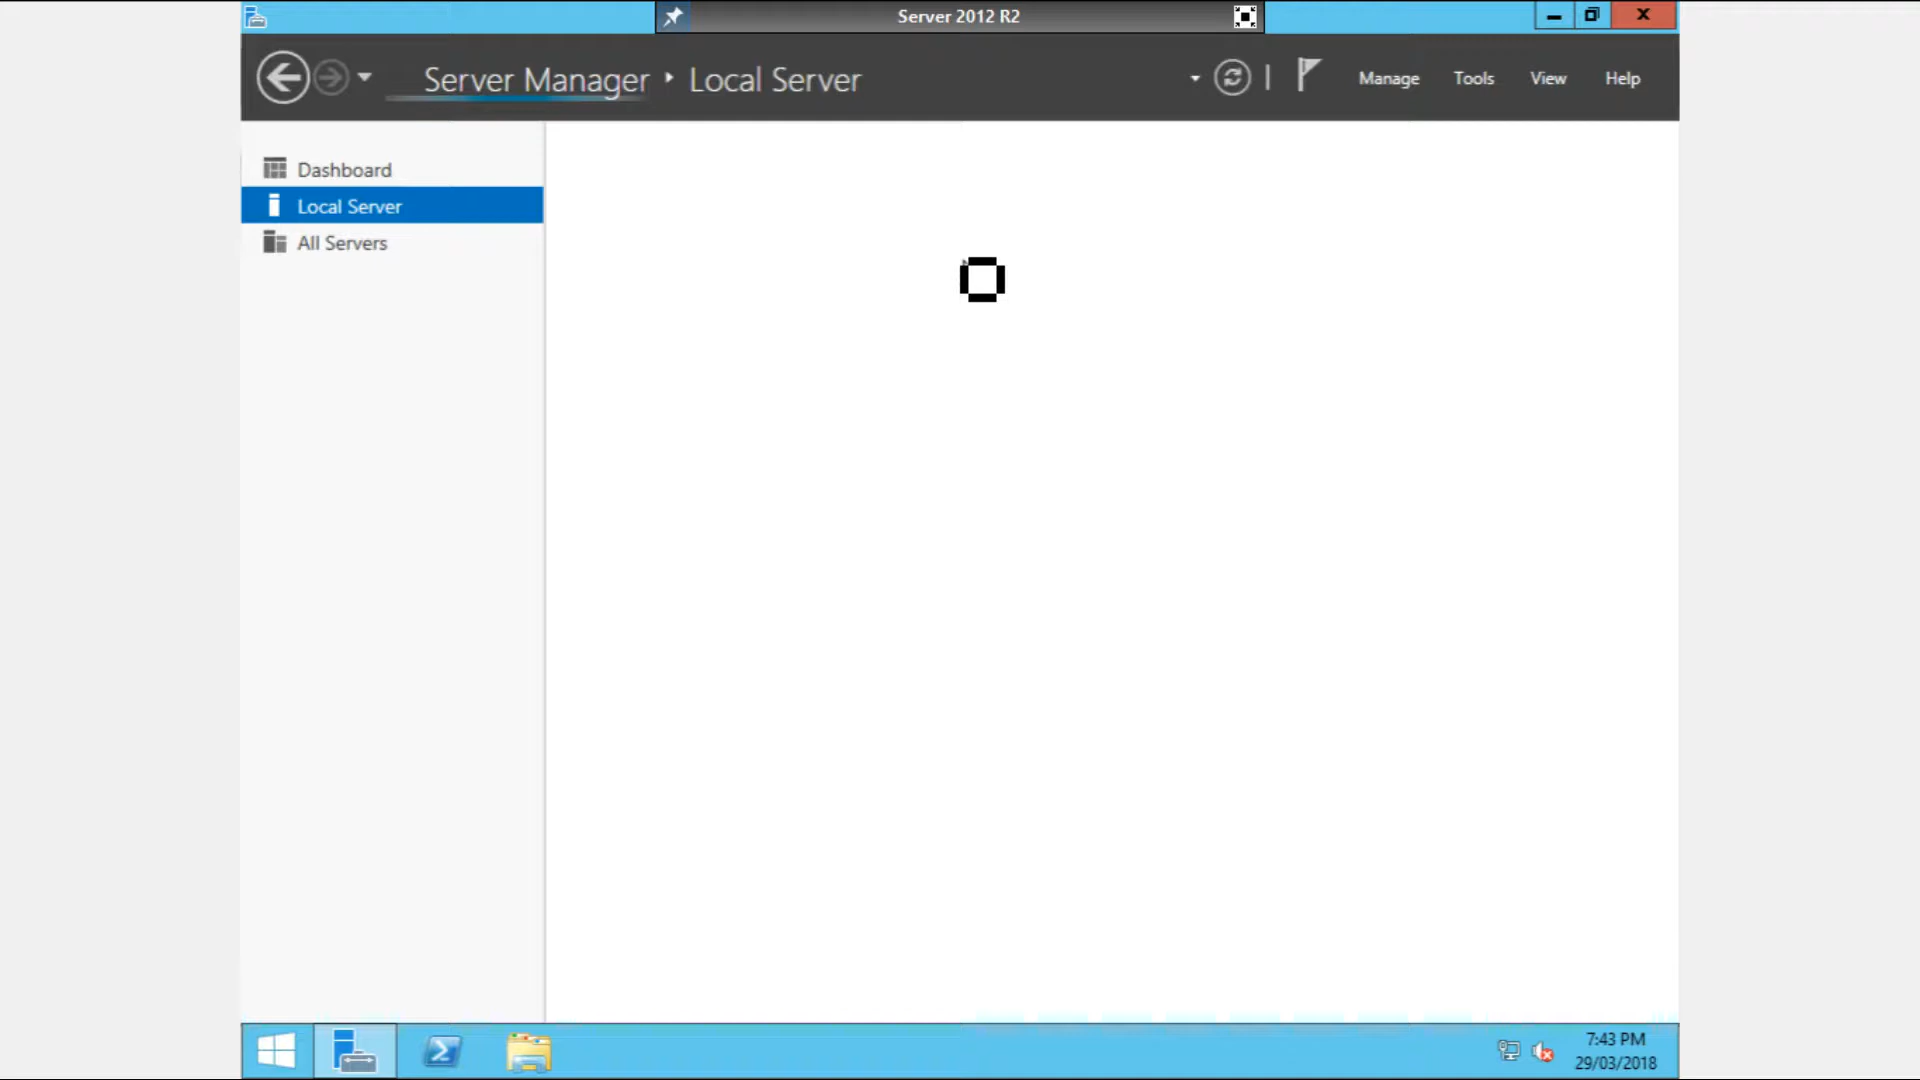 Server 2012 R2
Server Manager ‣ Local Server
Manage Tools View Help
Dashboard
Local Server
All Servers
7:43 PM
29/03/2018